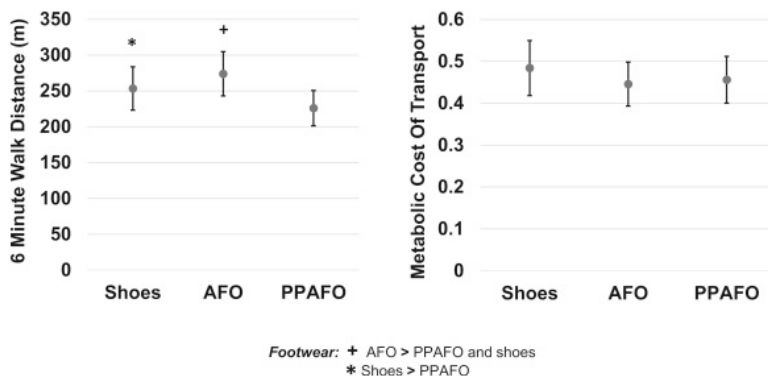 6 Minute Walk Distance (m)
350
300
250
200
150
100
50
0
*
+
Shoes AFO PPAFO
Metabolic Cost Of Transport
0.6
0.5
0.4
0.3
0.2
0.1
0
Shoes AFO PPAFO
Footwear: + AFO > PPAFO and shoes
* Shoes > PPAFO